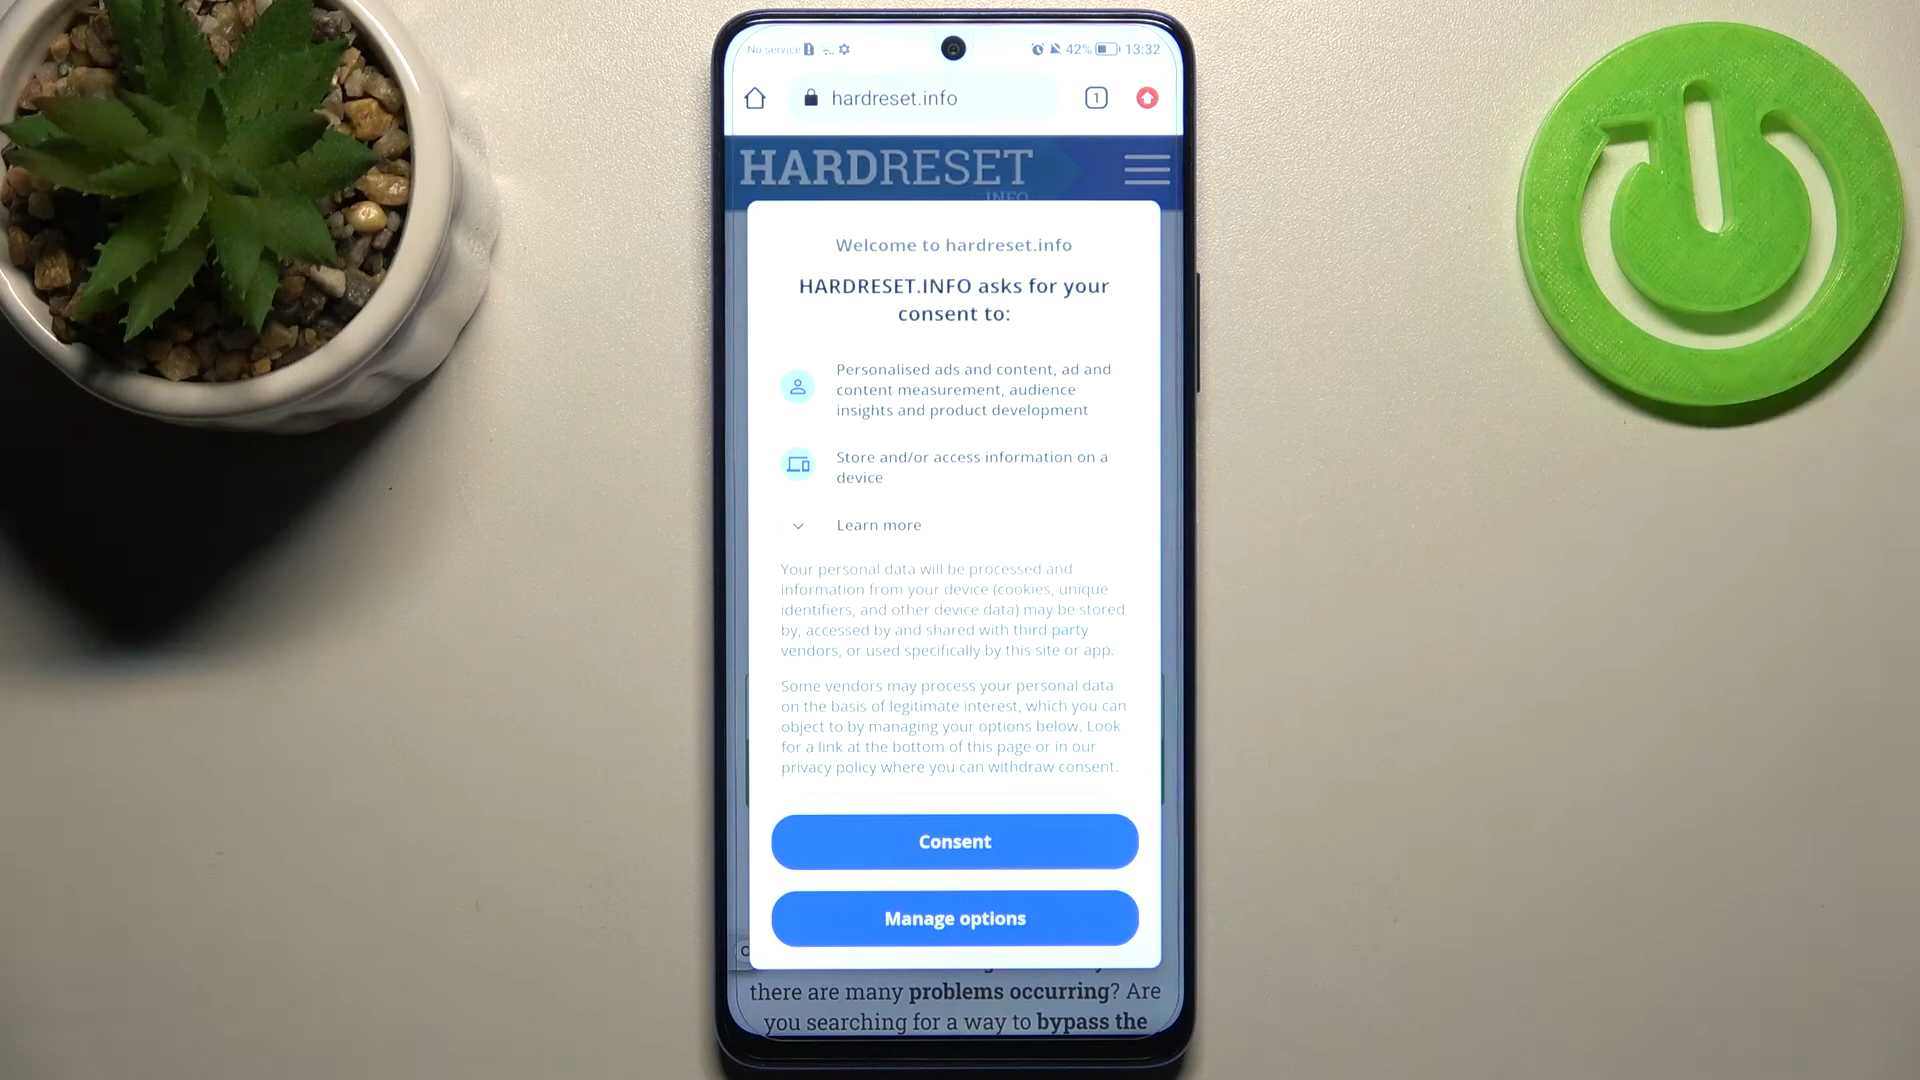 No service 42% 13:32
hardreset.info 1
HARDRESET
INFO
Welcome to hardreset.info
HARDRESET.INFO asks for your
consent to:
Personalised ads and content, ad and
content measurement, audience
insights and product development
Store and/or access information on a
device
Learn more
Your personal data will be processed and
information from your device (cookies, unique
identifiers, and other device data) may be stored
by, accessed by and shared with third party
vendors, or used specifically by this site or app.
Some vendors may process your personal data
on the basis of legitimate interest, which you can
object to by managing your options below. Look
for a link at the bottom of this page or in our
privacy policy where you can withdraw consent.
Consent
Manage options
there are many problems occurring? Are
you searching for a way to bypass the